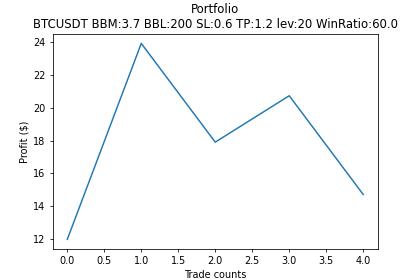 Portfolio
BTCUSDT BBM:3.7 BBL:200 SL:0.6 TP:1.2 lev:20 WinRatio:60.0
24
22
20
18
16
14
12
Profit ($)
0.0 0.5 1.0 1.5 2.0 2.5 3.0 3.5 4.0
Trade counts